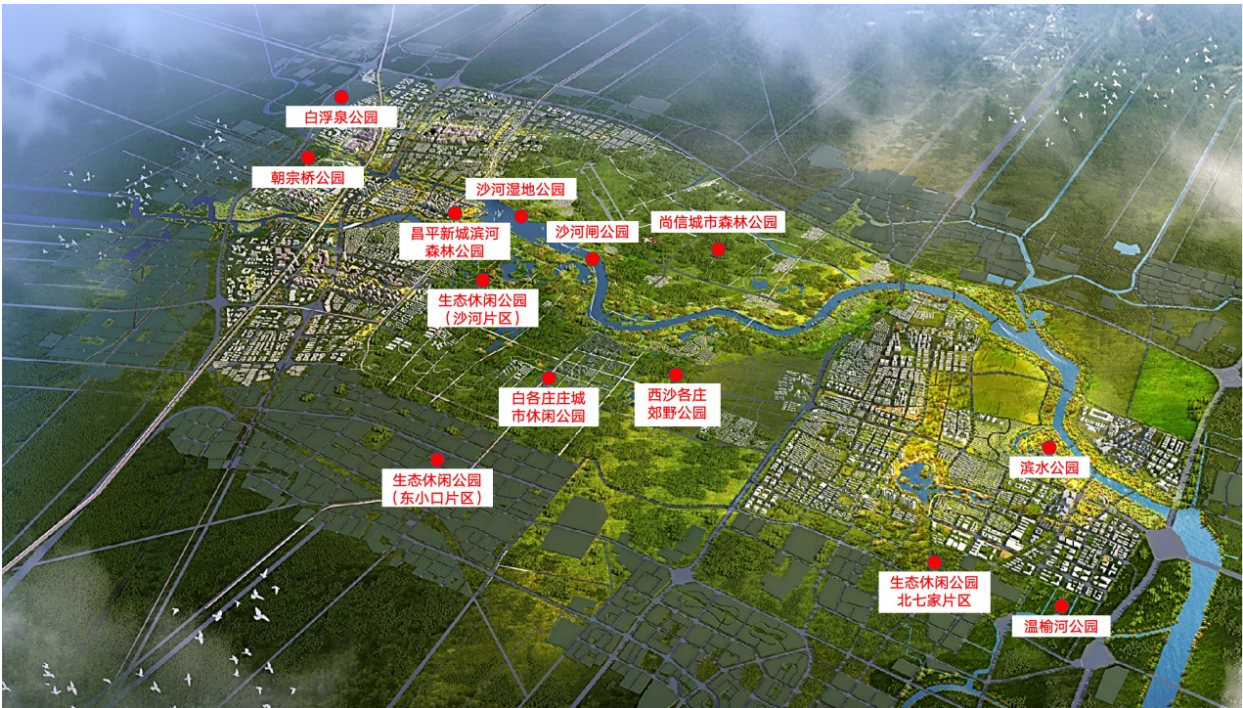 白浮泉公园
朝宗桥公园
沙河湿地公园
昌平新城滨河
森林公园
沙河闸公园
尚信城市森林公园
生态休闲公园
（沙河片区）
白各庄庄城
市休闲公园
西沙各庄
郊野公园
滨水公园
生态休闲公园
（东小口片区）
生态休闲公园
北七家片区
温榆河公园